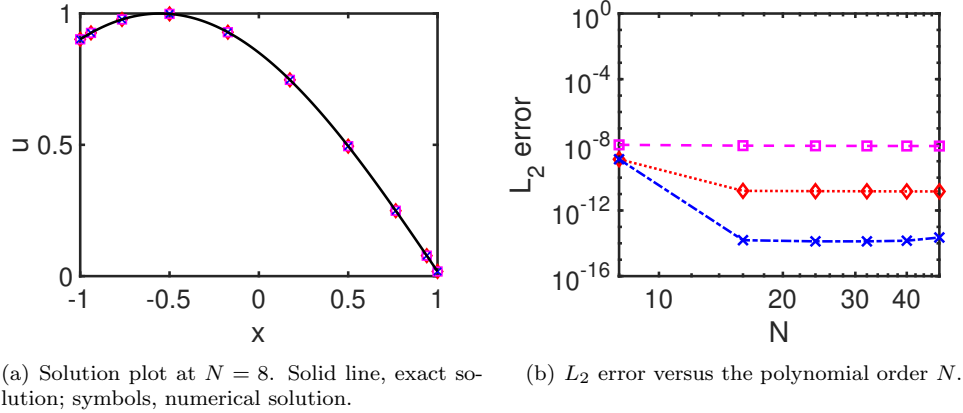 1
0.5
0
u
-1
-0.5
0
0.5
1
x
10^0
10^-4
10^-8
10^-12
10^-16
L_2 error
10
20
30
40
N
(a) Solution plot at N = 8. Solid line, exact so-
lution; symbols, numerical solution.
(b) L_2 error versus the polynomial order N.